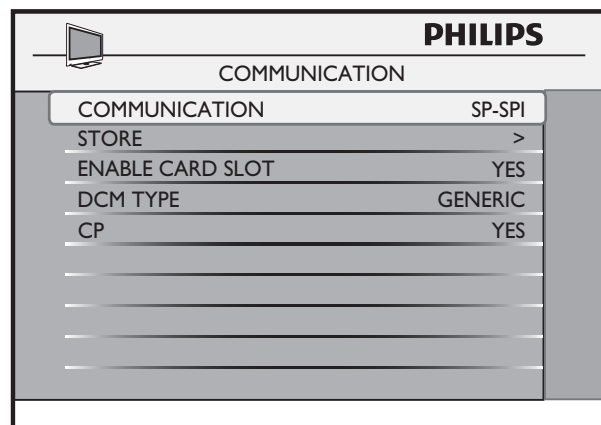 PHILIPS
COMMUNICATION
COMMUNICATION SP-SPI
STORE >
ENABLE CARD SLOT YES
DCM TYPE GENERIC
CP YES